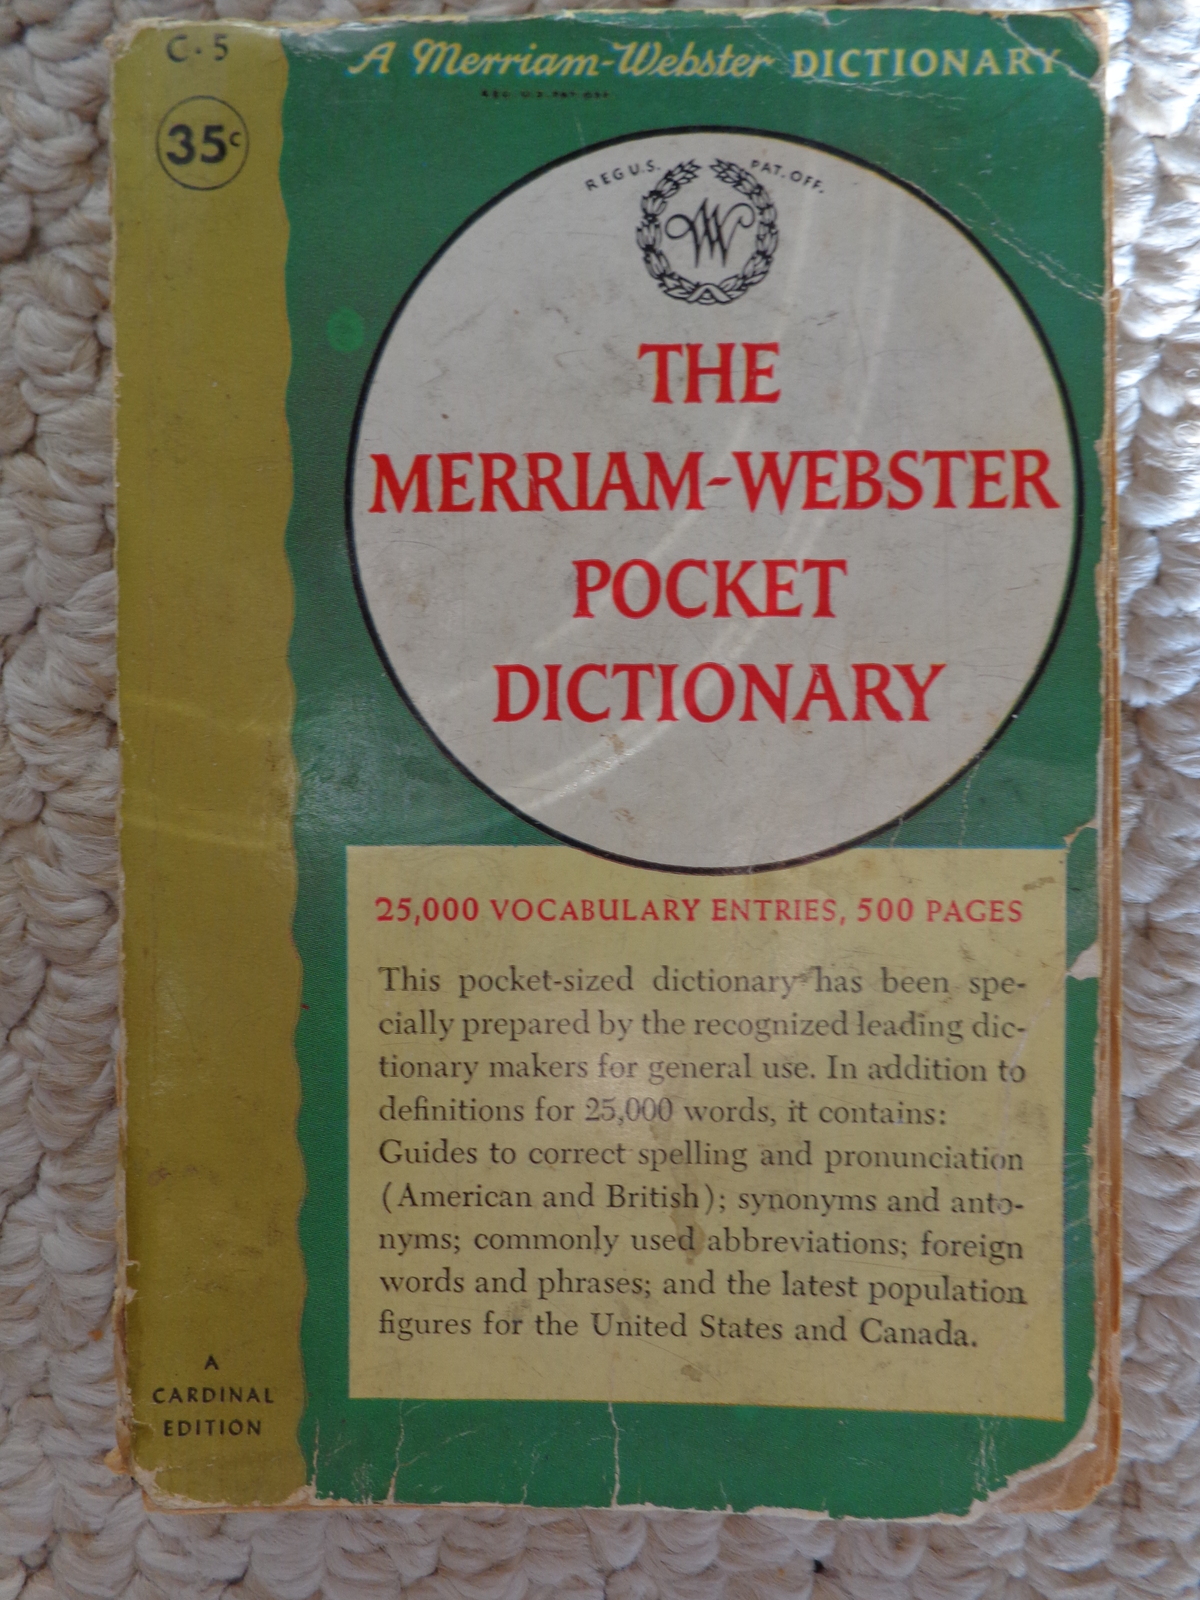 C·5
35c
A Merriam-Webster DICTIONARY
REG. U.S. PAT. OFF.
REG U.S. PAT. OFF.
W
THE
MERRIAM-WEBSTER
POCKET
DICTIONARY
25,000 VOCABULARY ENTRIES, 500 PAGES
This pocket-sized dictionary has been spe-
cially prepared by the recognized leading dic-
tionary makers for general use. In addition to
definitions for 25,000 words, it contains:
Guides to correct spelling and pronunciation
(American and British); synonyms and anto-
nyms; commonly used abbreviations; foreign
words and phrases; and the latest population
figures for the United States and Canada.
A
CARDINAL
EDITION